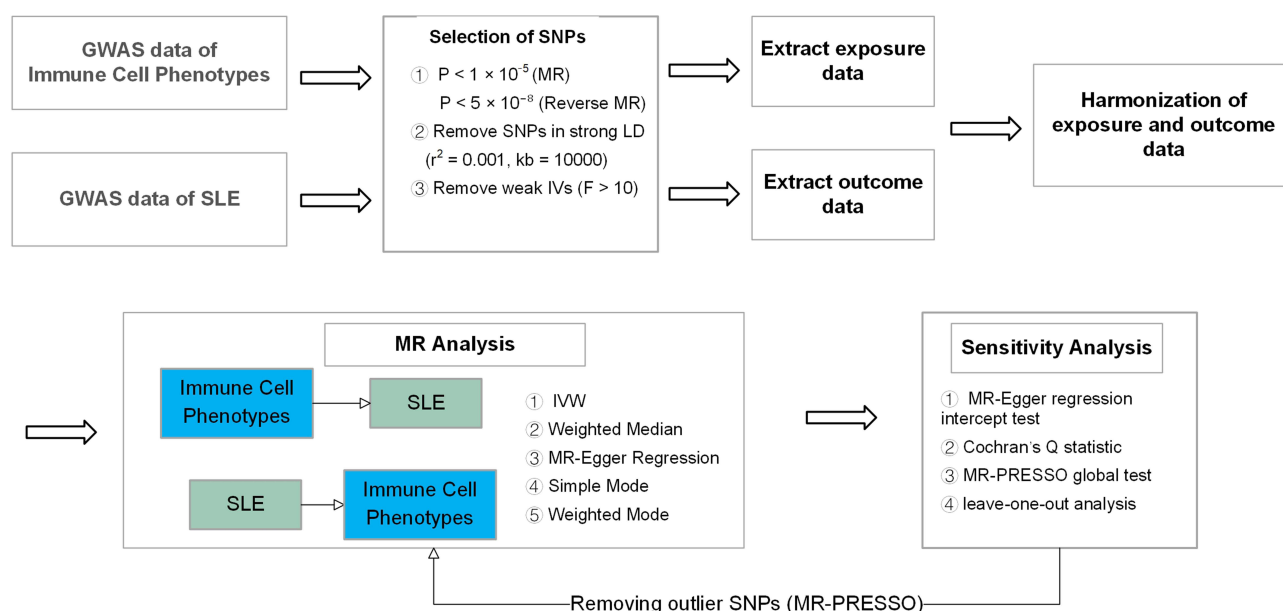 GWAS data of
Immune Cell Phenotypes
GWAS data of SLE
Selection of SNPs
① P < 1 × 10⁻⁵ (MR)
P < 5 × 10⁻⁸ (Reverse MR)
② Remove SNPs in strong LD
(r² = 0.001, kb = 10000)
③ Remove weak IVs (F > 10)
Extract exposure
data
Extract outcome
data
Harmonization of
exposure and outcome
data
MR Analysis
Immune Cell
Phenotypes
SLE
SLE
Immune Cell
Phenotypes
① IVW
② Weighted Median
③ MR-Egger Regression
④ Simple Mode
⑤ Weighted Mode
Sensitivity Analysis
① MR-Egger regression
intercept test
② Cochran's Q statistic
③ MR-PRESSO global test
④ leave-one-out analysis
Removing outlier SNPs (MR-PRESSO)